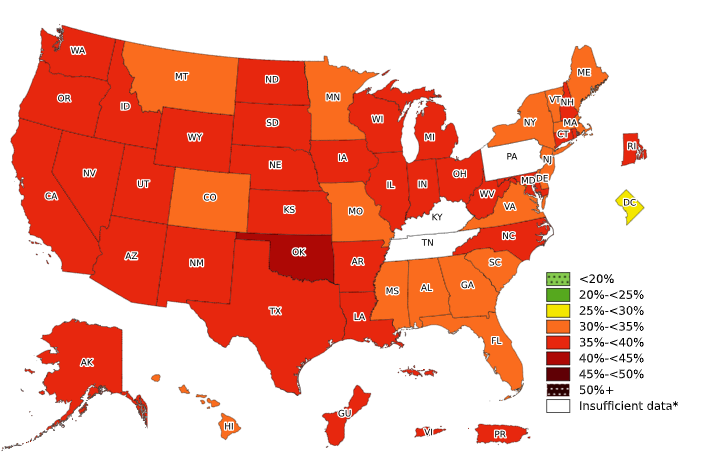 WA
MT
ND
MN
ME
OR
ID
SD
WI
MI
VT
NH
NY
MA
WY
IA
CT
RI
NE
PA
NJ
NV
UT
CO
IL
IN
OH
MD
DE
CA
KS
MO
WV
VA
DC
KY
NC
AZ
NM
OK
AR
TN
SC
TX
MS
AL
GA
LA
FL
AK
HI
GU
VI
PR
<20%
20%-<25%
25%-<30%
30%-<35%
35%-<40%
40%-<45%
45%-<50%
50%+
Insufficient data*